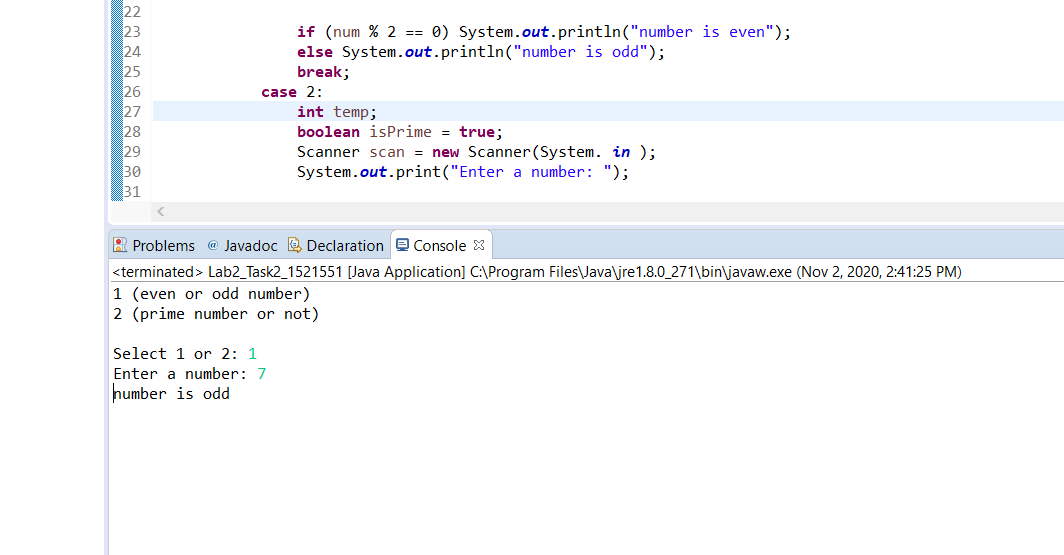 22
23 if (num % 2 == 0) System.out.println("number is even");
24 else System.out.println("number is odd");
25 break;
26 case 2:
27 int temp;
28 boolean isPrime = true;
29 Scanner scan = new Scanner(System. in );
30 System.out.print("Enter a number: ");
31
Problems @ Javadoc Declaration Console
<terminated> Lab2_Task2_1521551 [Java Application] C:\Program Files\Java\jre1.8.0_271\bin\javaw.exe (Nov 2, 2020, 2:41:25 PM)
1 (even or odd number)
2 (prime number or not)
Select 1 or 2: 1
Enter a number: 7
number is odd